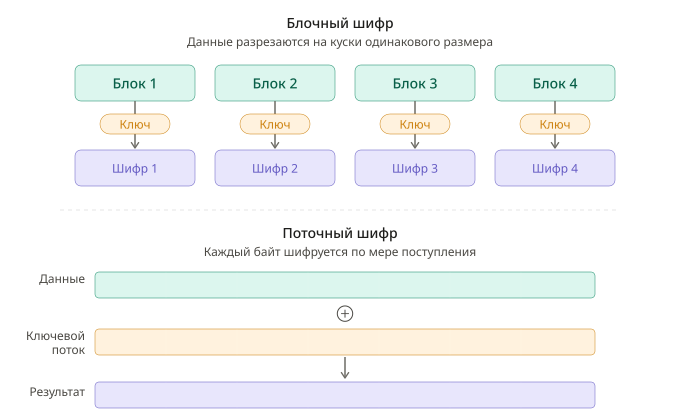 Блочный шифр
Данные разрезаются на куски одинакового размера
Блок 1 Блок 2 Блок 3 Блок 4
Ключ Ключ Ключ Ключ
Шифр 1 Шифр 2 Шифр 3 Шифр 4
Поточный шифр
Каждый байт шифруется по мере поступления
Данные
Ключевой
поток
Результат